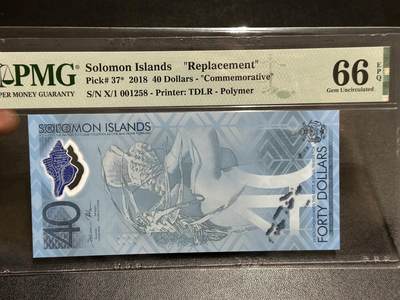 PMG
PAPER MONEY GUARANTY
Solomon Islands "Replacement"
Pick# 37* 2018 40 Dollars - "Commemorative"
S/N X/1 001258 - Printer: TDLR - Polymer
66 EPQ
Gem Uncirculated
SOLOMON ISLANDS
40
40
FORTY DOLLARS